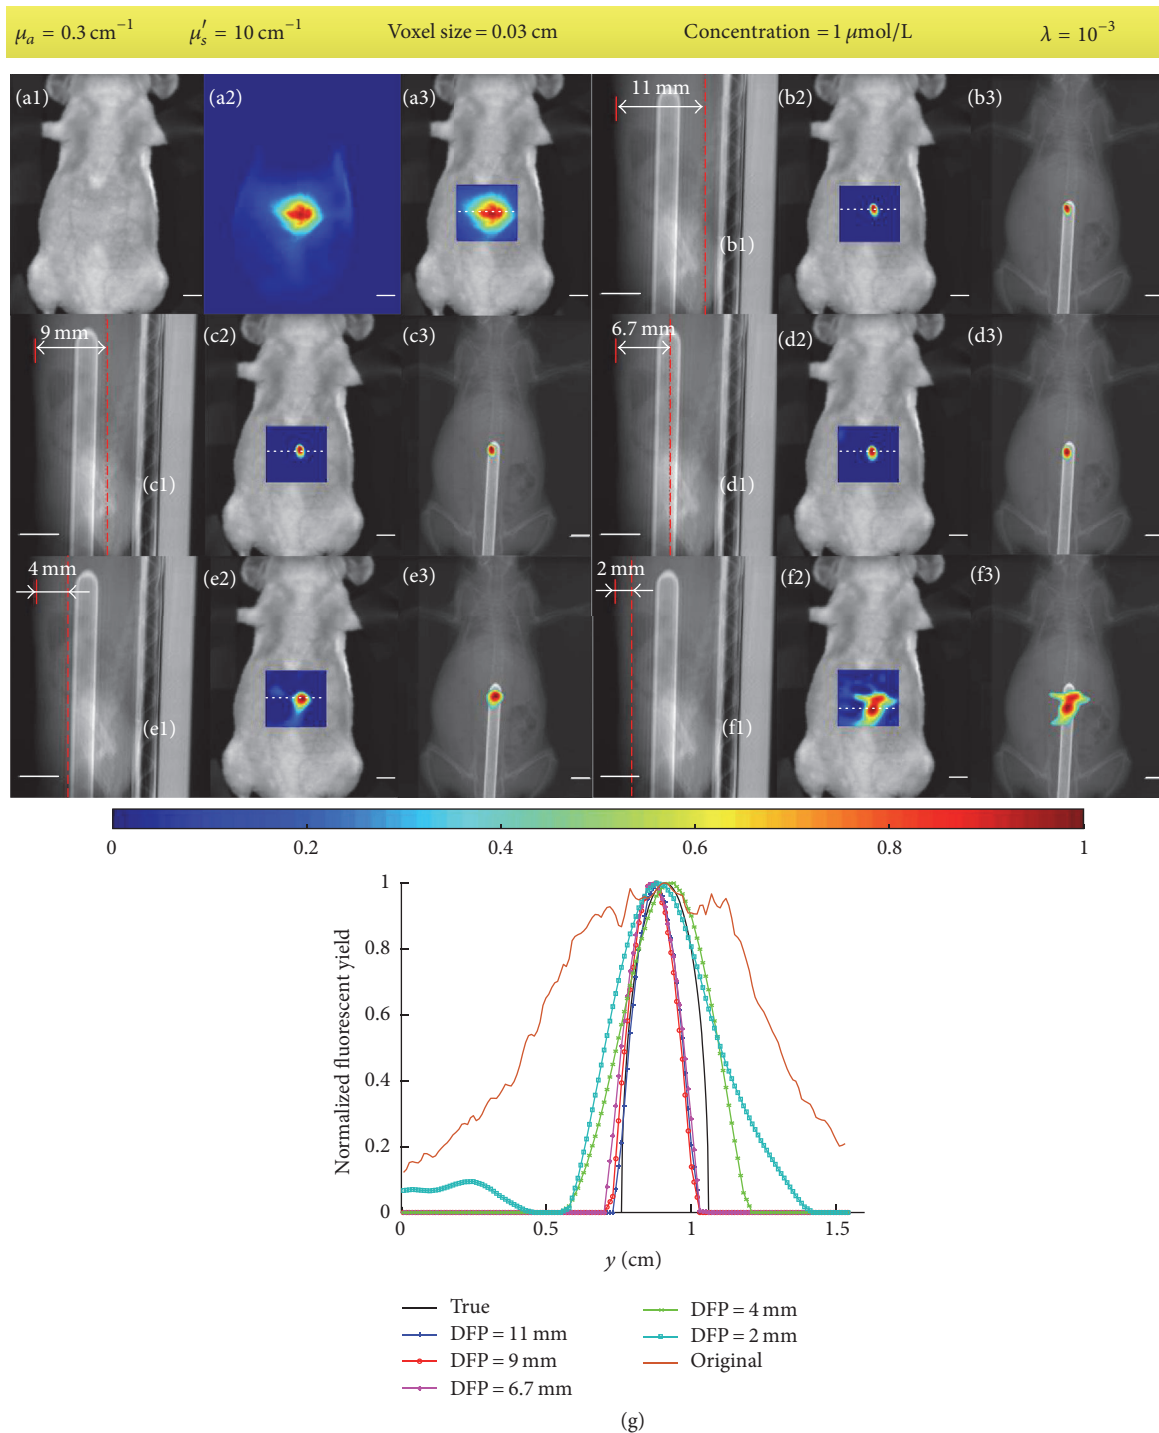 μₐ = 0.3 cm⁻¹ μ′ₛ = 10 cm⁻¹ Voxel size = 0.03 cm Concentration = 1 μmol/L λ = 10⁻³
(a1) (a2) (a3) 11 mm (b2) (b3)
(b1)
9 mm (c2) (c3) 6.7 mm (d2) (d3)
(c1) (d1)
4 mm (e2) (e3) 2 mm (f2) (f3)
(e1) (f1)
0 0.2 0.4 0.6 0.8 1
Normalized fluorescent yield
1
0.8
0.6
0.4
0.2
0
0 0.5 1 1.5
y (cm)
True
DFP = 11 mm
DFP = 9 mm
DFP = 6.7 mm
DFP = 4 mm
DFP = 2 mm
Original
(g)